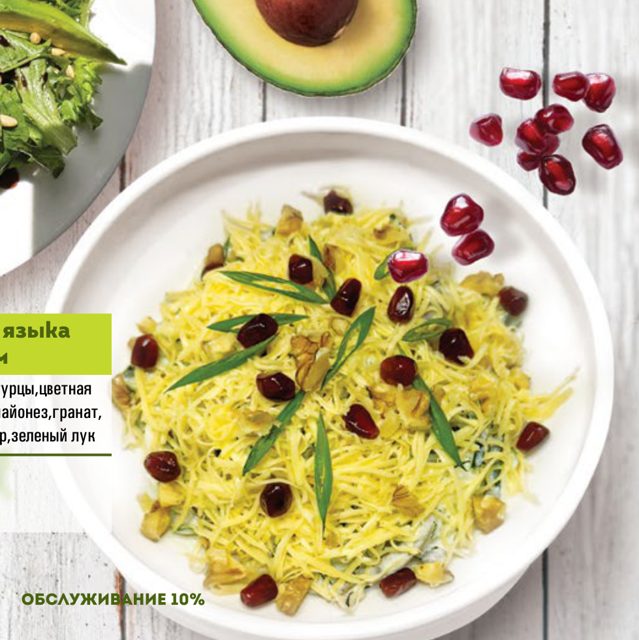 языка
м
урцы,цветная
айонез,гранат,
р,зеленый лук
ОБСЛУЖИВАНИЕ 10%